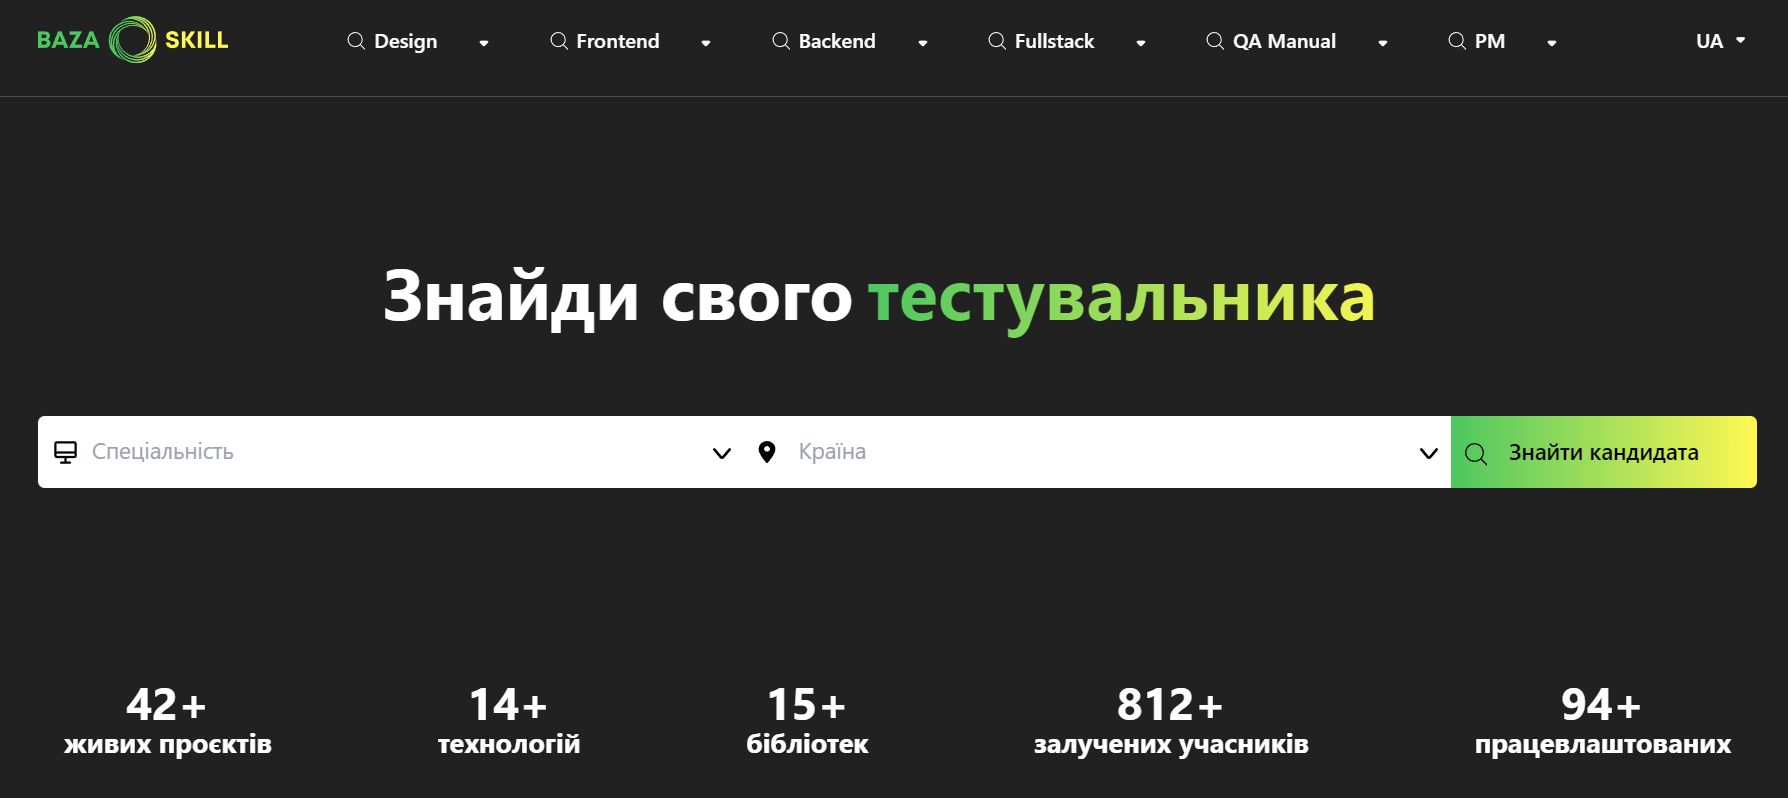 BAZA SKILL Design Frontend Backend Fullstack QA Manual PM UA
Знайди свого тестувальника
Спеціальність Країна Знайти кандидата
42+ 14+ 15+ 812+ 94+
живих проєктів технологій бібліотек залучених учасників працевлаштованих